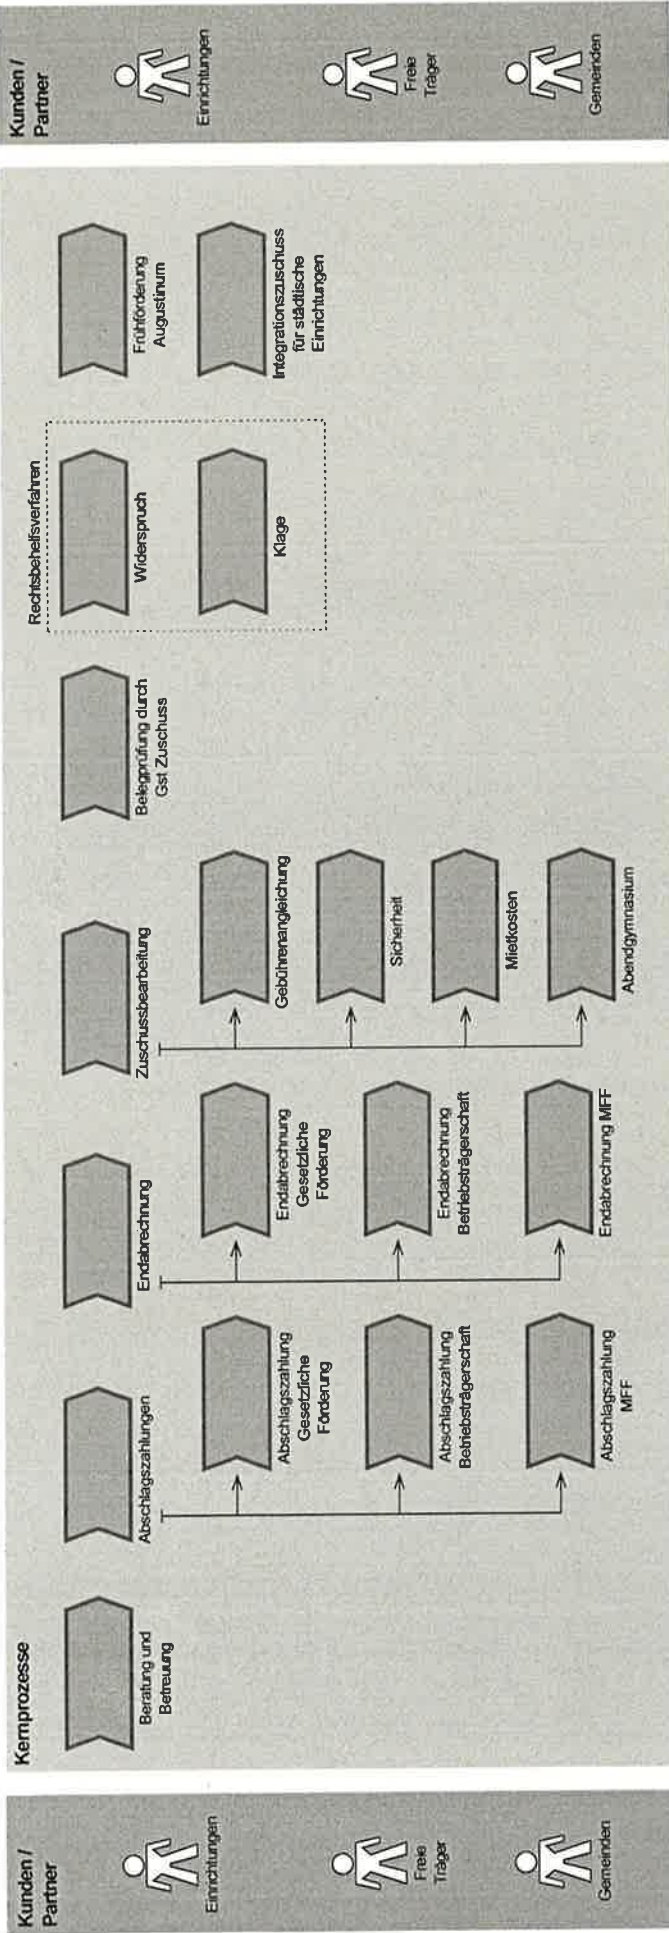 Kunden /
Partner
Einrichtungen
Freie
Träger
Gemeinden
Kernprozesse
Beratung und
Betreuung
Abschlagszahlungen
Abschlagszahlung
Gesetzliche
Förderung
Abschlagszahlung
Betriebsträgerschaft
Abschlagszahlung
MFF
Endabrechnung
Endabrechnung
Gesetzliche
Förderung
Endabrechnung
Betriebsträgerschaft
Endabrechnung MFF
Zuschussbearbeitung
Gebührenangleichung
Sicherheit
Mietkosten
Abendgymnasium
Belegprüfung durch
Gst Zuschuss
Rechtsbehelfsverfahren
Widerspruch
Klage
Frühförderung
Augustinum
Integrationszuschuss
für städtische
Einrichtungen
Kunden /
Partner
Einrichtungen
Freie
Träger
Gemeinden